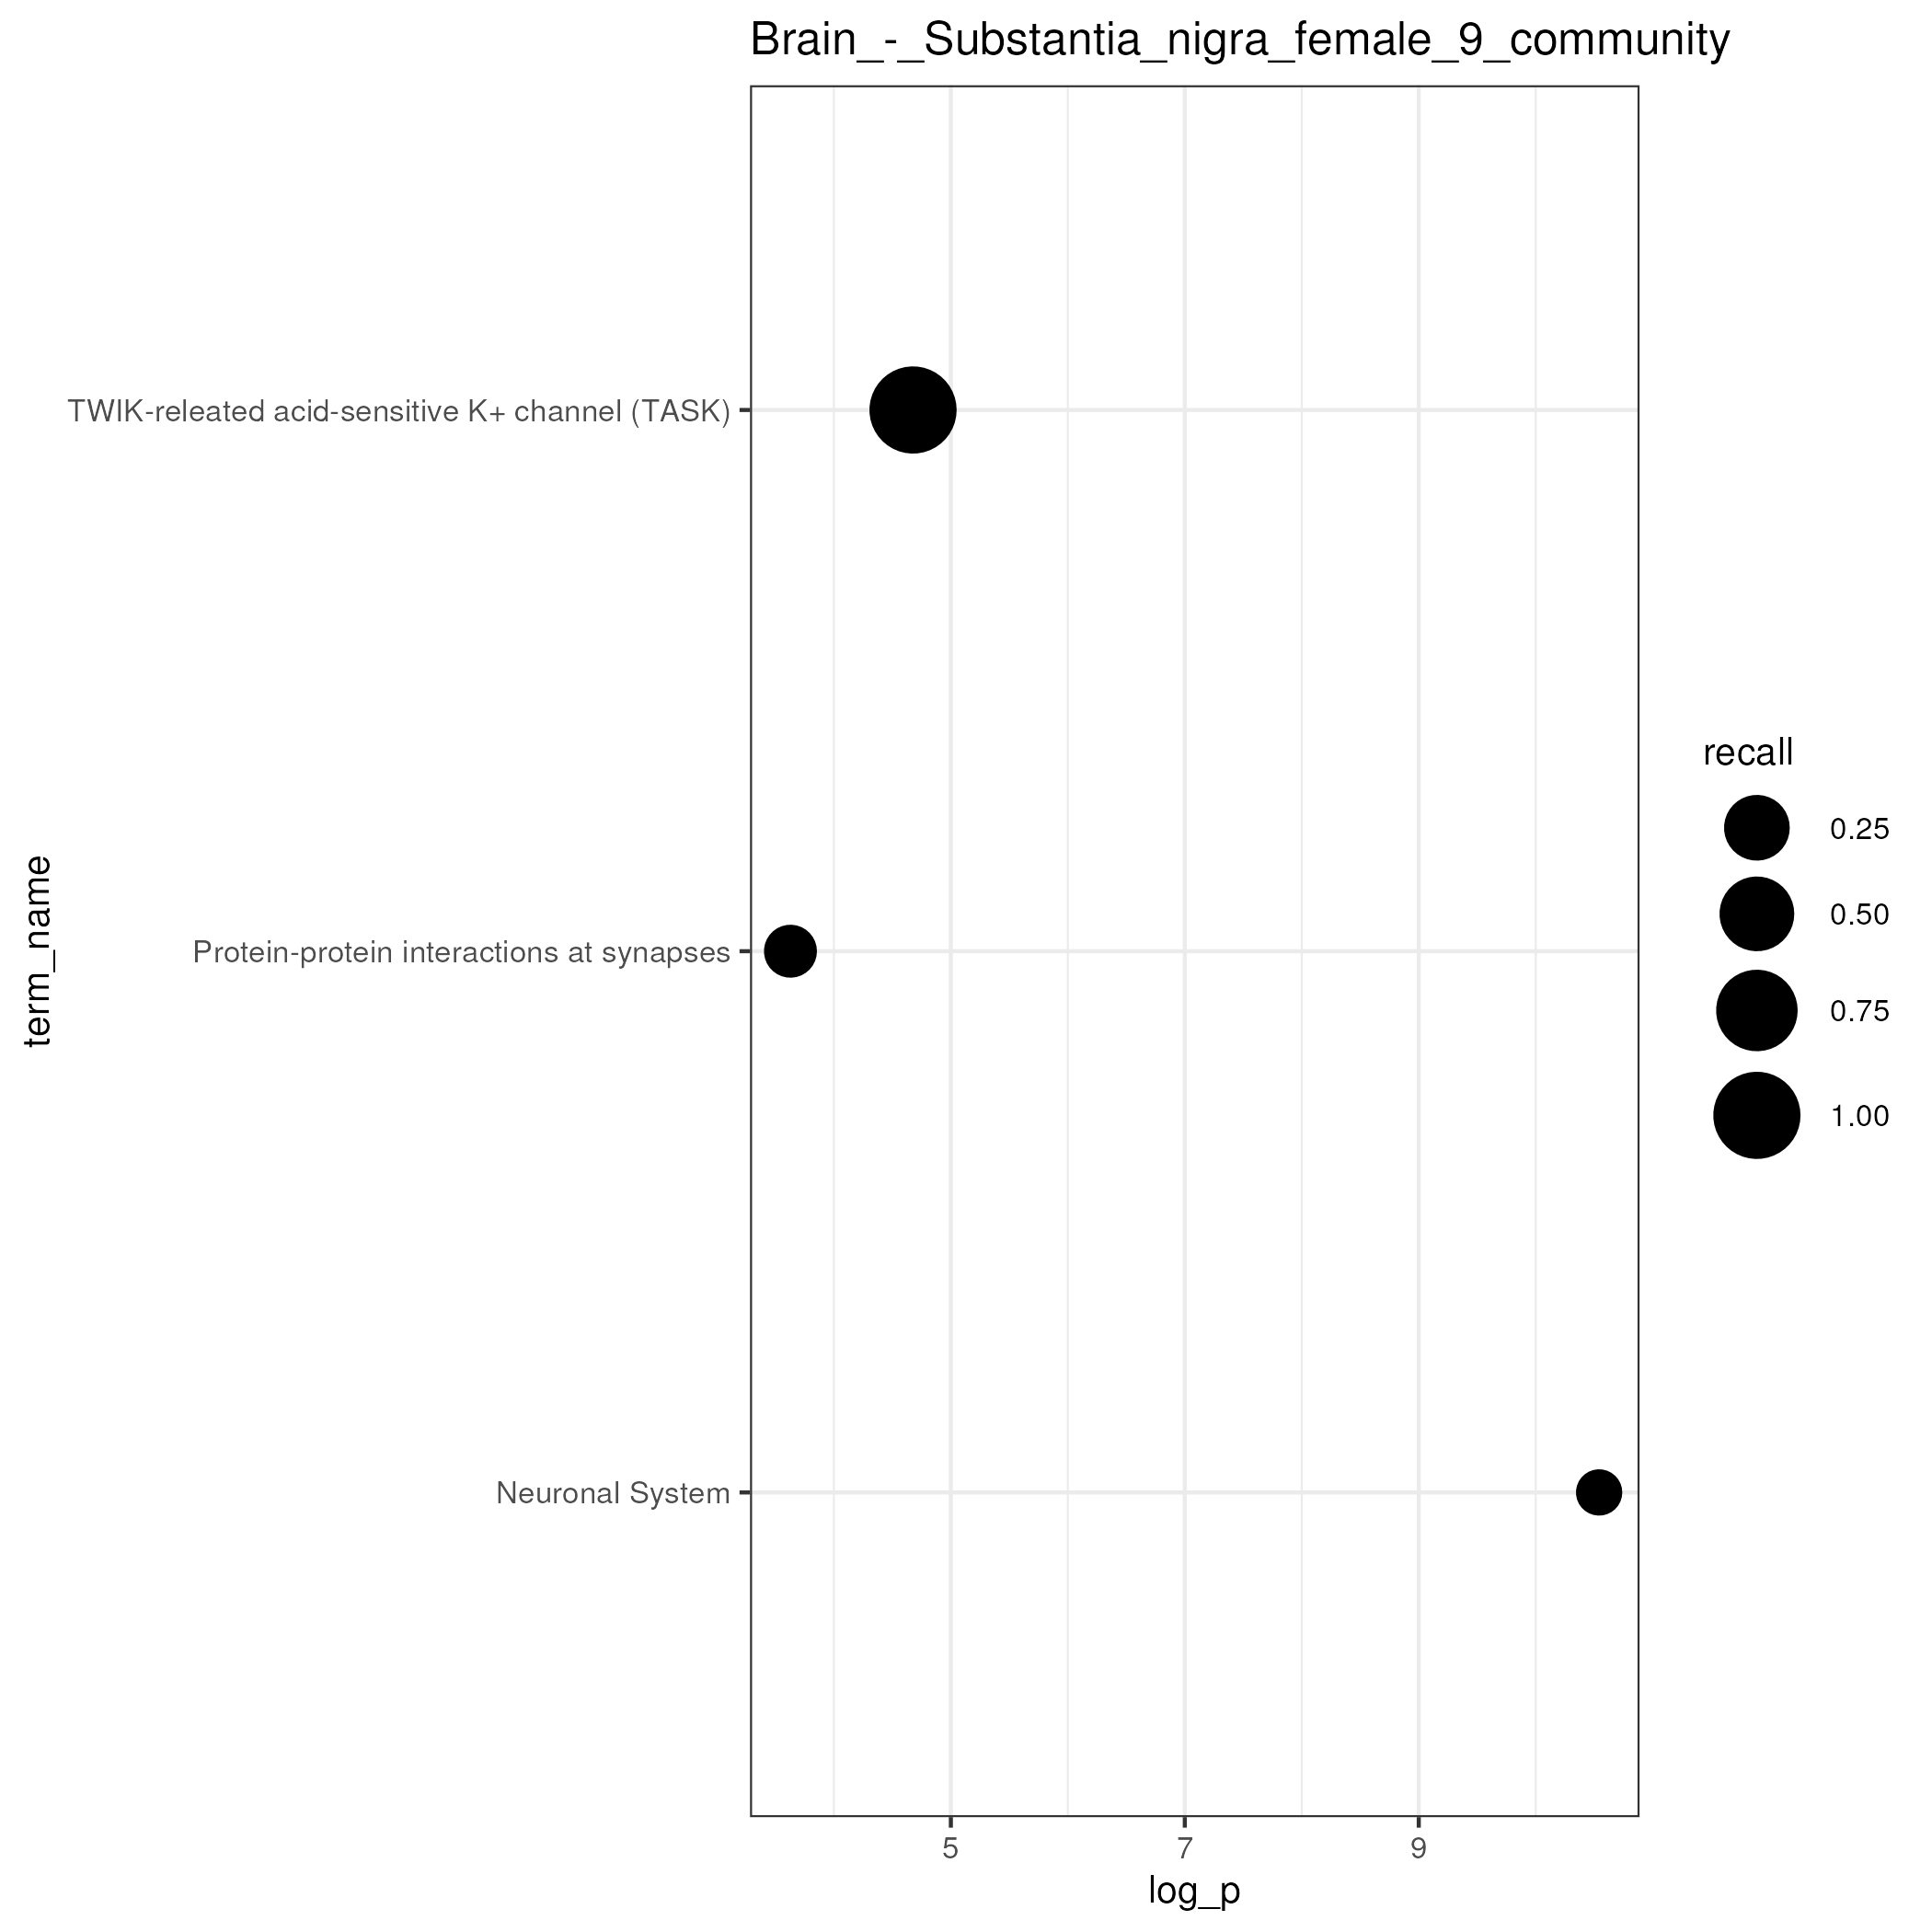 Brain_-_Substantia_nigra_female_9_community
TWIK-releated acid-sensitive K+ channel (TASK)
Protein-protein interactions at synapses
Neuronal System
term_name
5 7 9
log_p
recall
0.25
0.50
0.75
1.00